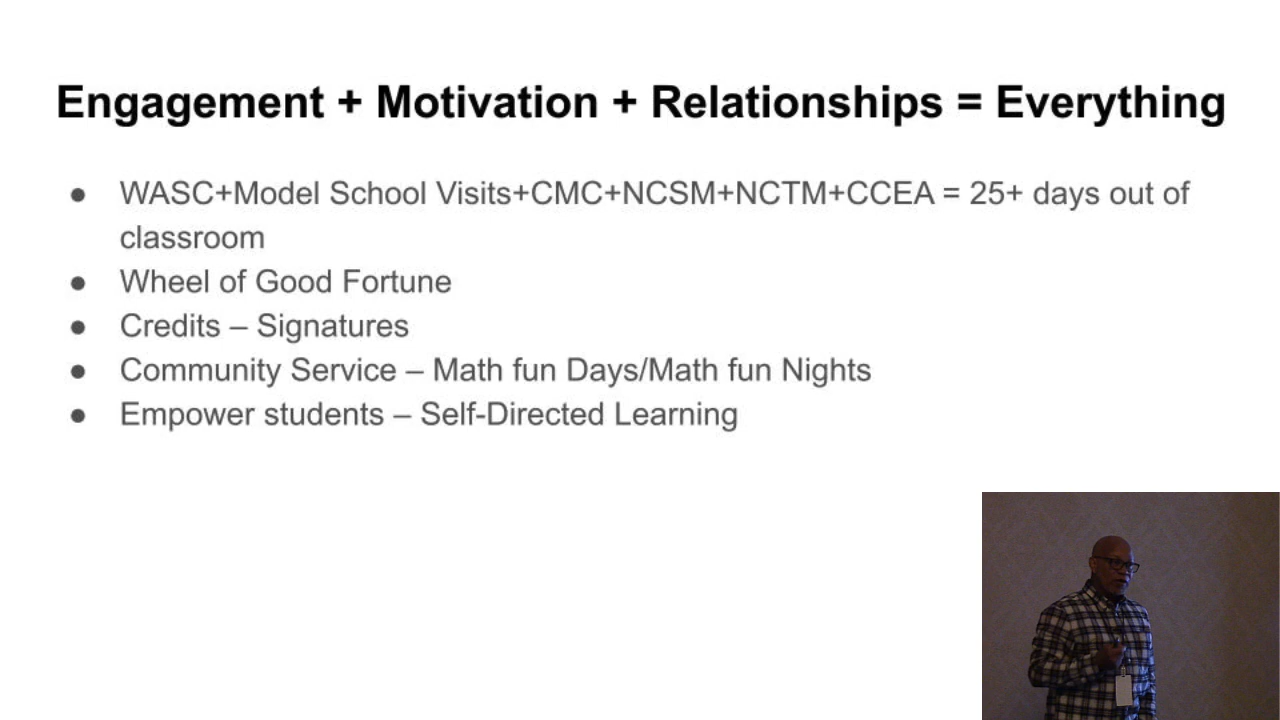 Engagement + Motivation + Relationships = Everything
● WASC+Model School Visits+CMC+NCSM+NCTM+CCEA = 25+ days out of
classroom
● Wheel of Good Fortune
● Credits – Signatures
● Community Service – Math fun Days/Math fun Nights
● Empower students – Self-Directed Learning